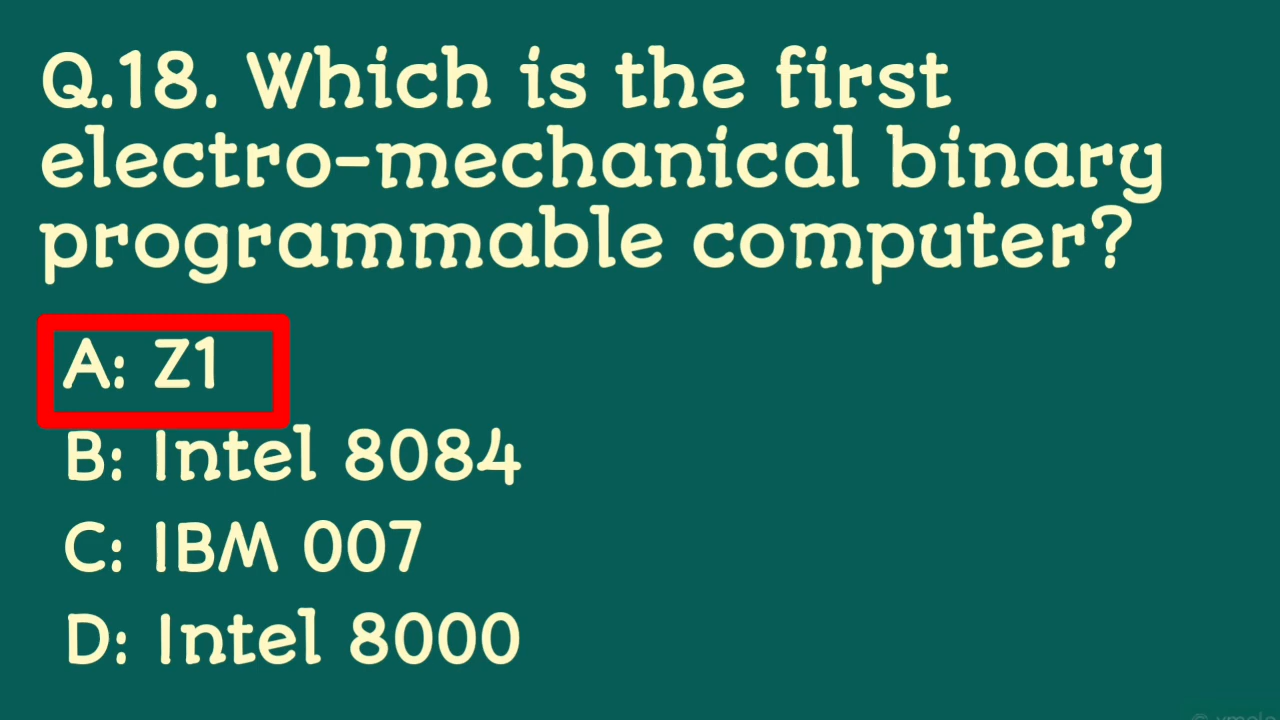 Q.18. Which is the first
electro-mechanical binary
programmable computer?
A: Z1
B: Intel 8084
C: IBM 007
D: Intel 8000